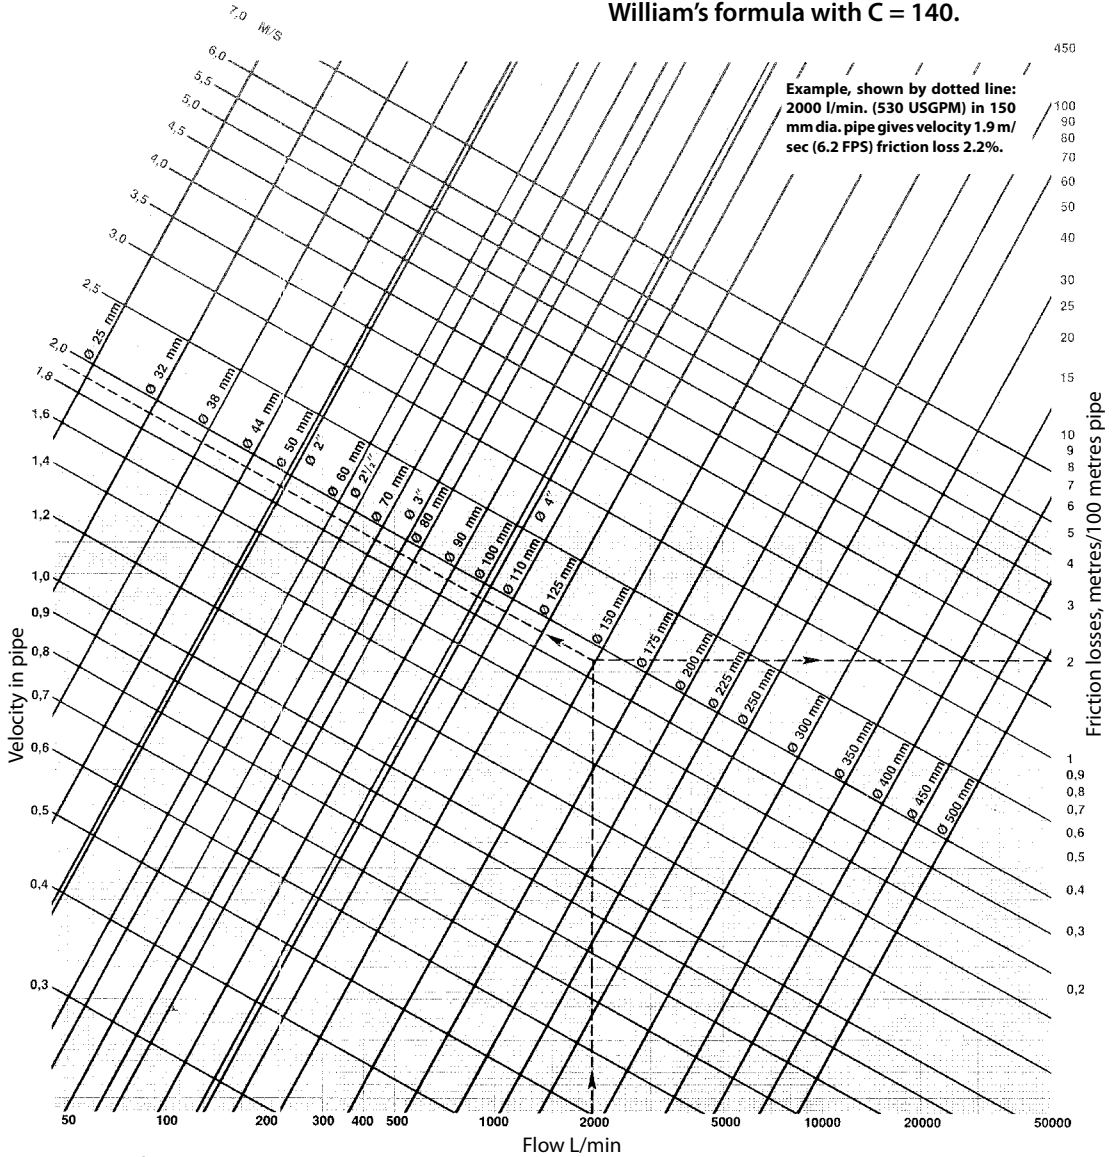 William's formula with C = 140.
7,0 M/S
6,0
5,5
5,0
4,5
4,0
3,5
3,0
2,5
2,0
1,8
1,6
1,4
1,2
1,0
0,9
0,8
0,7
0,6
0,5
0,4
0,3
Velocity in pipe
Example, shown by dotted line:
2000 l/min. (530 USGPM) in 150
mm dia. pipe gives velocity 1.9 m/
sec (6.2 FPS) friction loss 2.2%.
Ø 25 mm
Ø 32 mm
Ø 38 mm
Ø 44 mm
Ø 50 mm
Ø 2″
Ø 60 mm
Ø 2½″
Ø 70 mm
Ø 3″
Ø 80 mm
Ø 90 mm
Ø 100 mm
Ø 110 mm
Ø 4″
Ø 125 mm
Ø 150 mm
Ø 175 mm
Ø 200 mm
Ø 225 mm
Ø 250 mm
Ø 300 mm
Ø 350 mm
Ø 400 mm
Ø 450 mm
Ø 500 mm
450
100
90
80
70
60
50
40
30
25
20
15
10
9
8
7
6
5
4
3
2
1
0,9
0,8
0,7
0,6
0,5
0,4
0,3
0,2
Friction losses, metres/100 metres pipe
50 100 200 300 400 500 1000 2000 5000 10000 20000 50000
Flow L/min